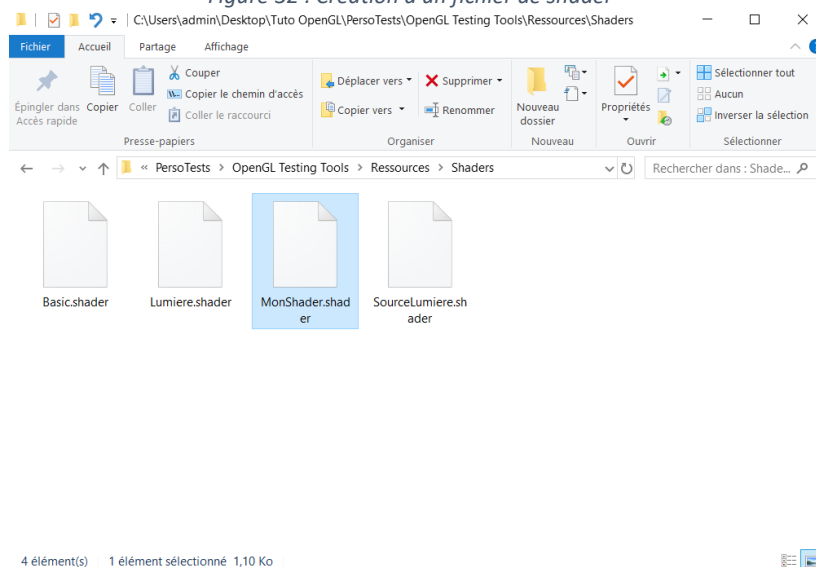 Figure 32 : Création d'un fichier de shader
C:\Users\admin\Desktop\Tuto OpenGL\PersoTests\OpenGL Testing Tools\Ressources\Shaders
Fichier Accueil Partage Affichage
Épingler dans Accès rapide
Copier
Coller
Couper
Copier le chemin d'accès
Coller le raccourci
Presse-papiers
Déplacer vers
Copier vers
Supprimer
Renommer
Organiser
Nouveau dossier
Nouveau
Propriétés
Ouvrir
Sélectionner tout
Aucun
Inverser la sélection
Sélectionner
« PersoTests > OpenGL Testing Tools > Ressources > Shaders
Rechercher dans : Shade...
Basic.shader
Lumiere.shader
MonShader.shad
er
SourceLumiere.sh
ader
4 élément(s) 1 élément sélectionné 1,10 Ko